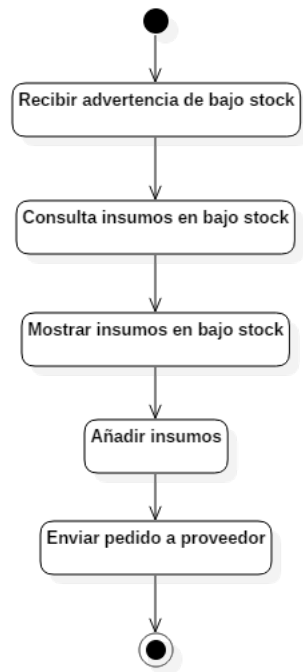 Recibir advertencia de bajo stock
Consulta insumos en bajo stock
Mostrar insumos en bajo stock
Añadir insumos
Enviar pedido a proveedor